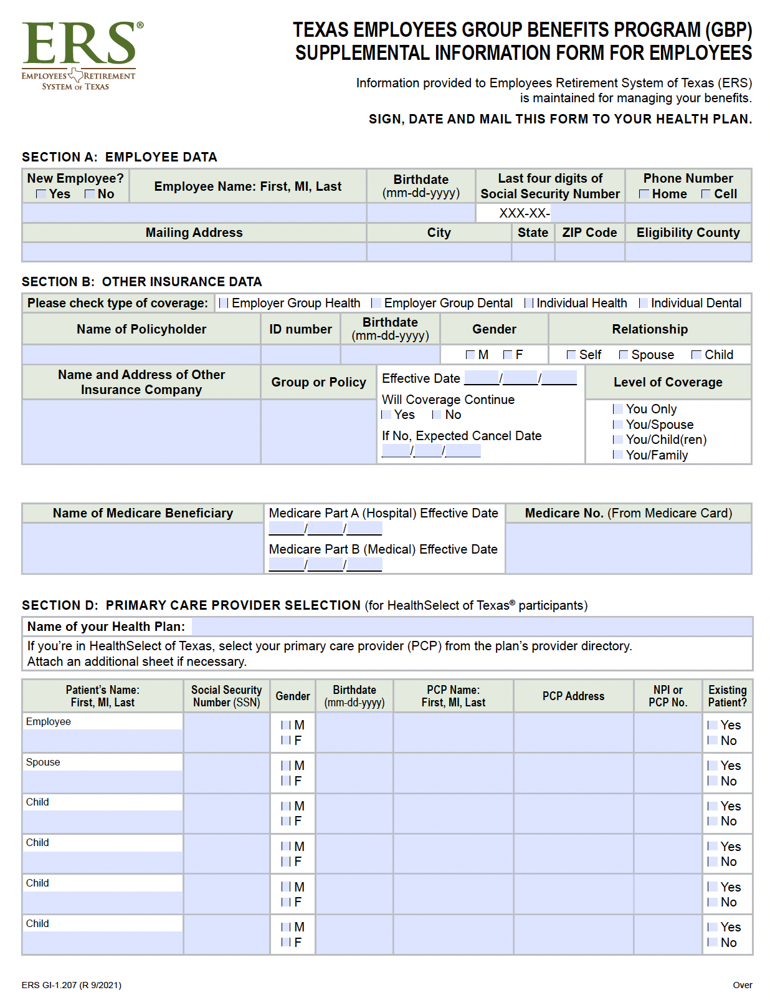 ERS®
EMPLOYEES RETIREMENT
SYSTEM OF TEXAS
TEXAS EMPLOYEES GROUP BENEFITS PROGRAM (GBP)
SUPPLEMENTAL INFORMATION FORM FOR EMPLOYEES
Information provided to Employees Retirement System of Texas (ERS)
is maintained for managing your benefits.
SIGN, DATE AND MAIL THIS FORM TO YOUR HEALTH PLAN.
SECTION A: EMPLOYEE DATA
New Employee?
Yes No
Employee Name: First, MI, Last
Birthdate
(mm-dd-yyyy)
Last four digits of
Social Security Number
Phone Number
Home Cell
XXX-XX-
Mailing Address City State ZIP Code Eligibility County
SECTION B: OTHER INSURANCE DATA
Please check type of coverage: Employer Group Health Employer Group Dental Individual Health Individual Dental
Name of Policyholder ID number
Birthdate
(mm-dd-yyyy)
Gender Relationship
M F Self Spouse Child
Name and Address of Other
Insurance Company
Group or Policy
Effective Date _____/_____/_____
Will Coverage Continue
Yes No
If No, Expected Cancel Date
____/____/_____
Level of Coverage
You Only
You/Spouse
You/Child(ren)
You/Family
Name of Medicare Beneficiary
Medicare Part A (Hospital) Effective Date
_____/_____/_____
Medicare Part B (Medical) Effective Date
_____/_____/_____
Medicare No. (From Medicare Card)
SECTION D: PRIMARY CARE PROVIDER SELECTION (for HealthSelect of Texas® participants)
Name of your Health Plan:
If you're in HealthSelect of Texas, select your primary care provider (PCP) from the plan's provider directory.
Attach an additional sheet if necessary.
Patient's Name:
First, MI, Last
Social Security
Number (SSN)
Gender
Birthdate
(mm-dd-yyyy)
PCP Name:
First, MI, Last
PCP Address
NPI or
PCP No.
Existing
Patient?
Employee
M Yes
F No
Spouse
M Yes
F No
Child
M Yes
F No
Child
M Yes
F No
Child
M Yes
F No
Child
M Yes
F No
ERS GI-1.207 (R 9/2021) Over